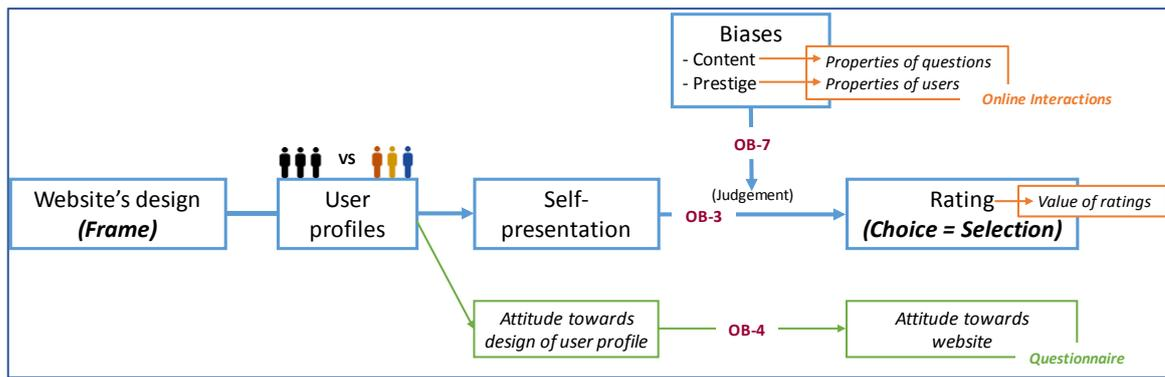 Biases
- Content
- Prestige
Properties of questions
Properties of users
Online Interactions
OB-7
vs
Website's design
(Frame)
User
profiles
Self-
presentation
OB-3
(Judgement)
Rating
(Choice = Selection)
Value of ratings
Attitude towards
design of user profile
OB-4
Attitude towards
website
Questionnaire